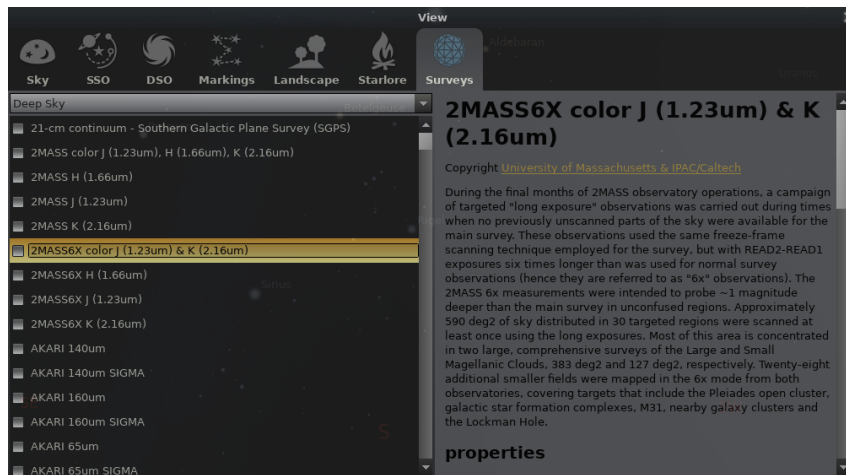 View
Aldebaran
Uranus
Sky
SSO
DSO
Markings
Landscape
Starlore
Surveys
Deep Sky
Betelgeuse
21-cm continuum - Southern Galactic Plane Survey (SGPS)
2MASS color J (1.23um), H (1.66um), K (2.16um)
2MASS H (1.66um)
2MASS J (1.23um)
2MASS K (2.16um)
2MASS6X color J (1.23um) & K (2.16um)
2MASS6X H (1.66um)
2MASS6X J (1.23um)
Sirius
2MASS6X K (2.16um)
AKARI 140um
AKARI 140um SIGMA
AKARI 160um
AKARI 160um SIGMA
S
AKARI 65um
AKARI 65um SIGMA
2MASS6X color J (1.23um) & K
(2.16um)
Copyright University of Massachusetts & IPAC/Caltech
During the final months of 2MASS observatory operations, a campaign
of targeted "long exposure" observations was carried out during times
when no previously unscanned parts of the sky were available for the
main survey. These observations used the same freeze-frame
scanning technique employed for the survey, but with READ2-READ1
exposures six times longer than was used for normal survey
observations (hence they are referred to as "6x" observations). The
2MASS 6x measurements were intended to probe ~1 magnitude
deeper than the main survey in unconfused regions. Approximately
590 deg2 of sky distributed in 30 targeted regions were scanned at
least once using the long exposures. Most of this area is concentrated
in two large, comprehensive surveys of the Large and Small
Magellanic Clouds, 383 deg2 and 127 deg2, respectively. Twenty-eight
additional smaller fields were mapped in the 6x mode from both
observatories, covering targets that include the Pleiades open cluster,
galactic star formation complexes, M31, nearby galaxy clusters and
the Lockman Hole.
properties